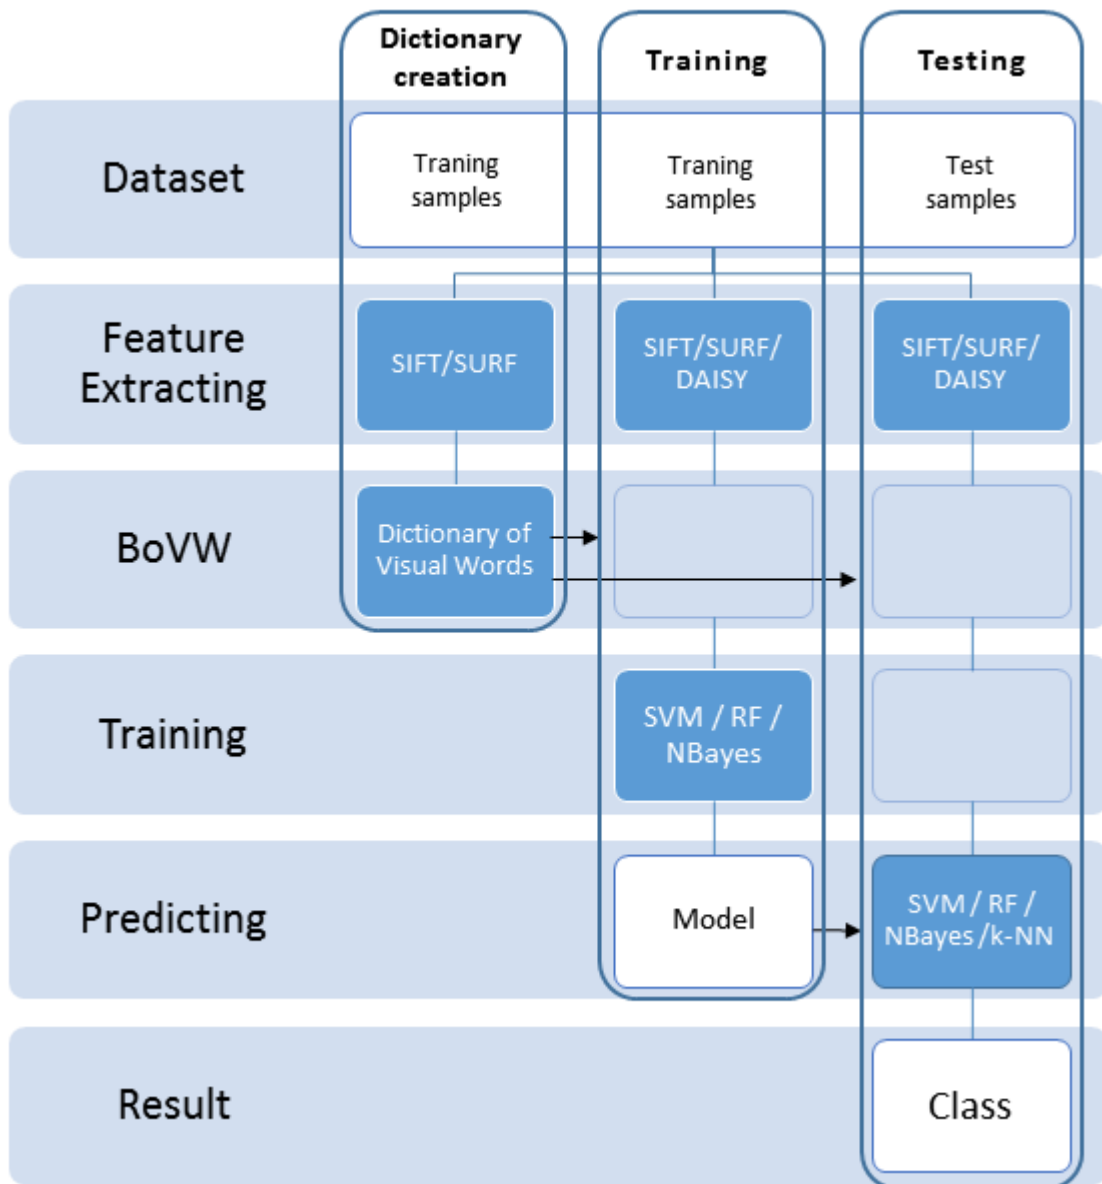 Dictionary
creation
Training
Testing
Dataset
Traning
samples
Traning
samples
Test
samples
Feature
Extracting
SIFT/SURF
SIFT/SURF/
DAISY
SIFT/SURF/
DAISY
BoVW
Dictionary of
Visual Words
Training
SVM / RF /
NBayes
Predicting
Model
SVM / RF /
NBayes /k-NN
Result
Class